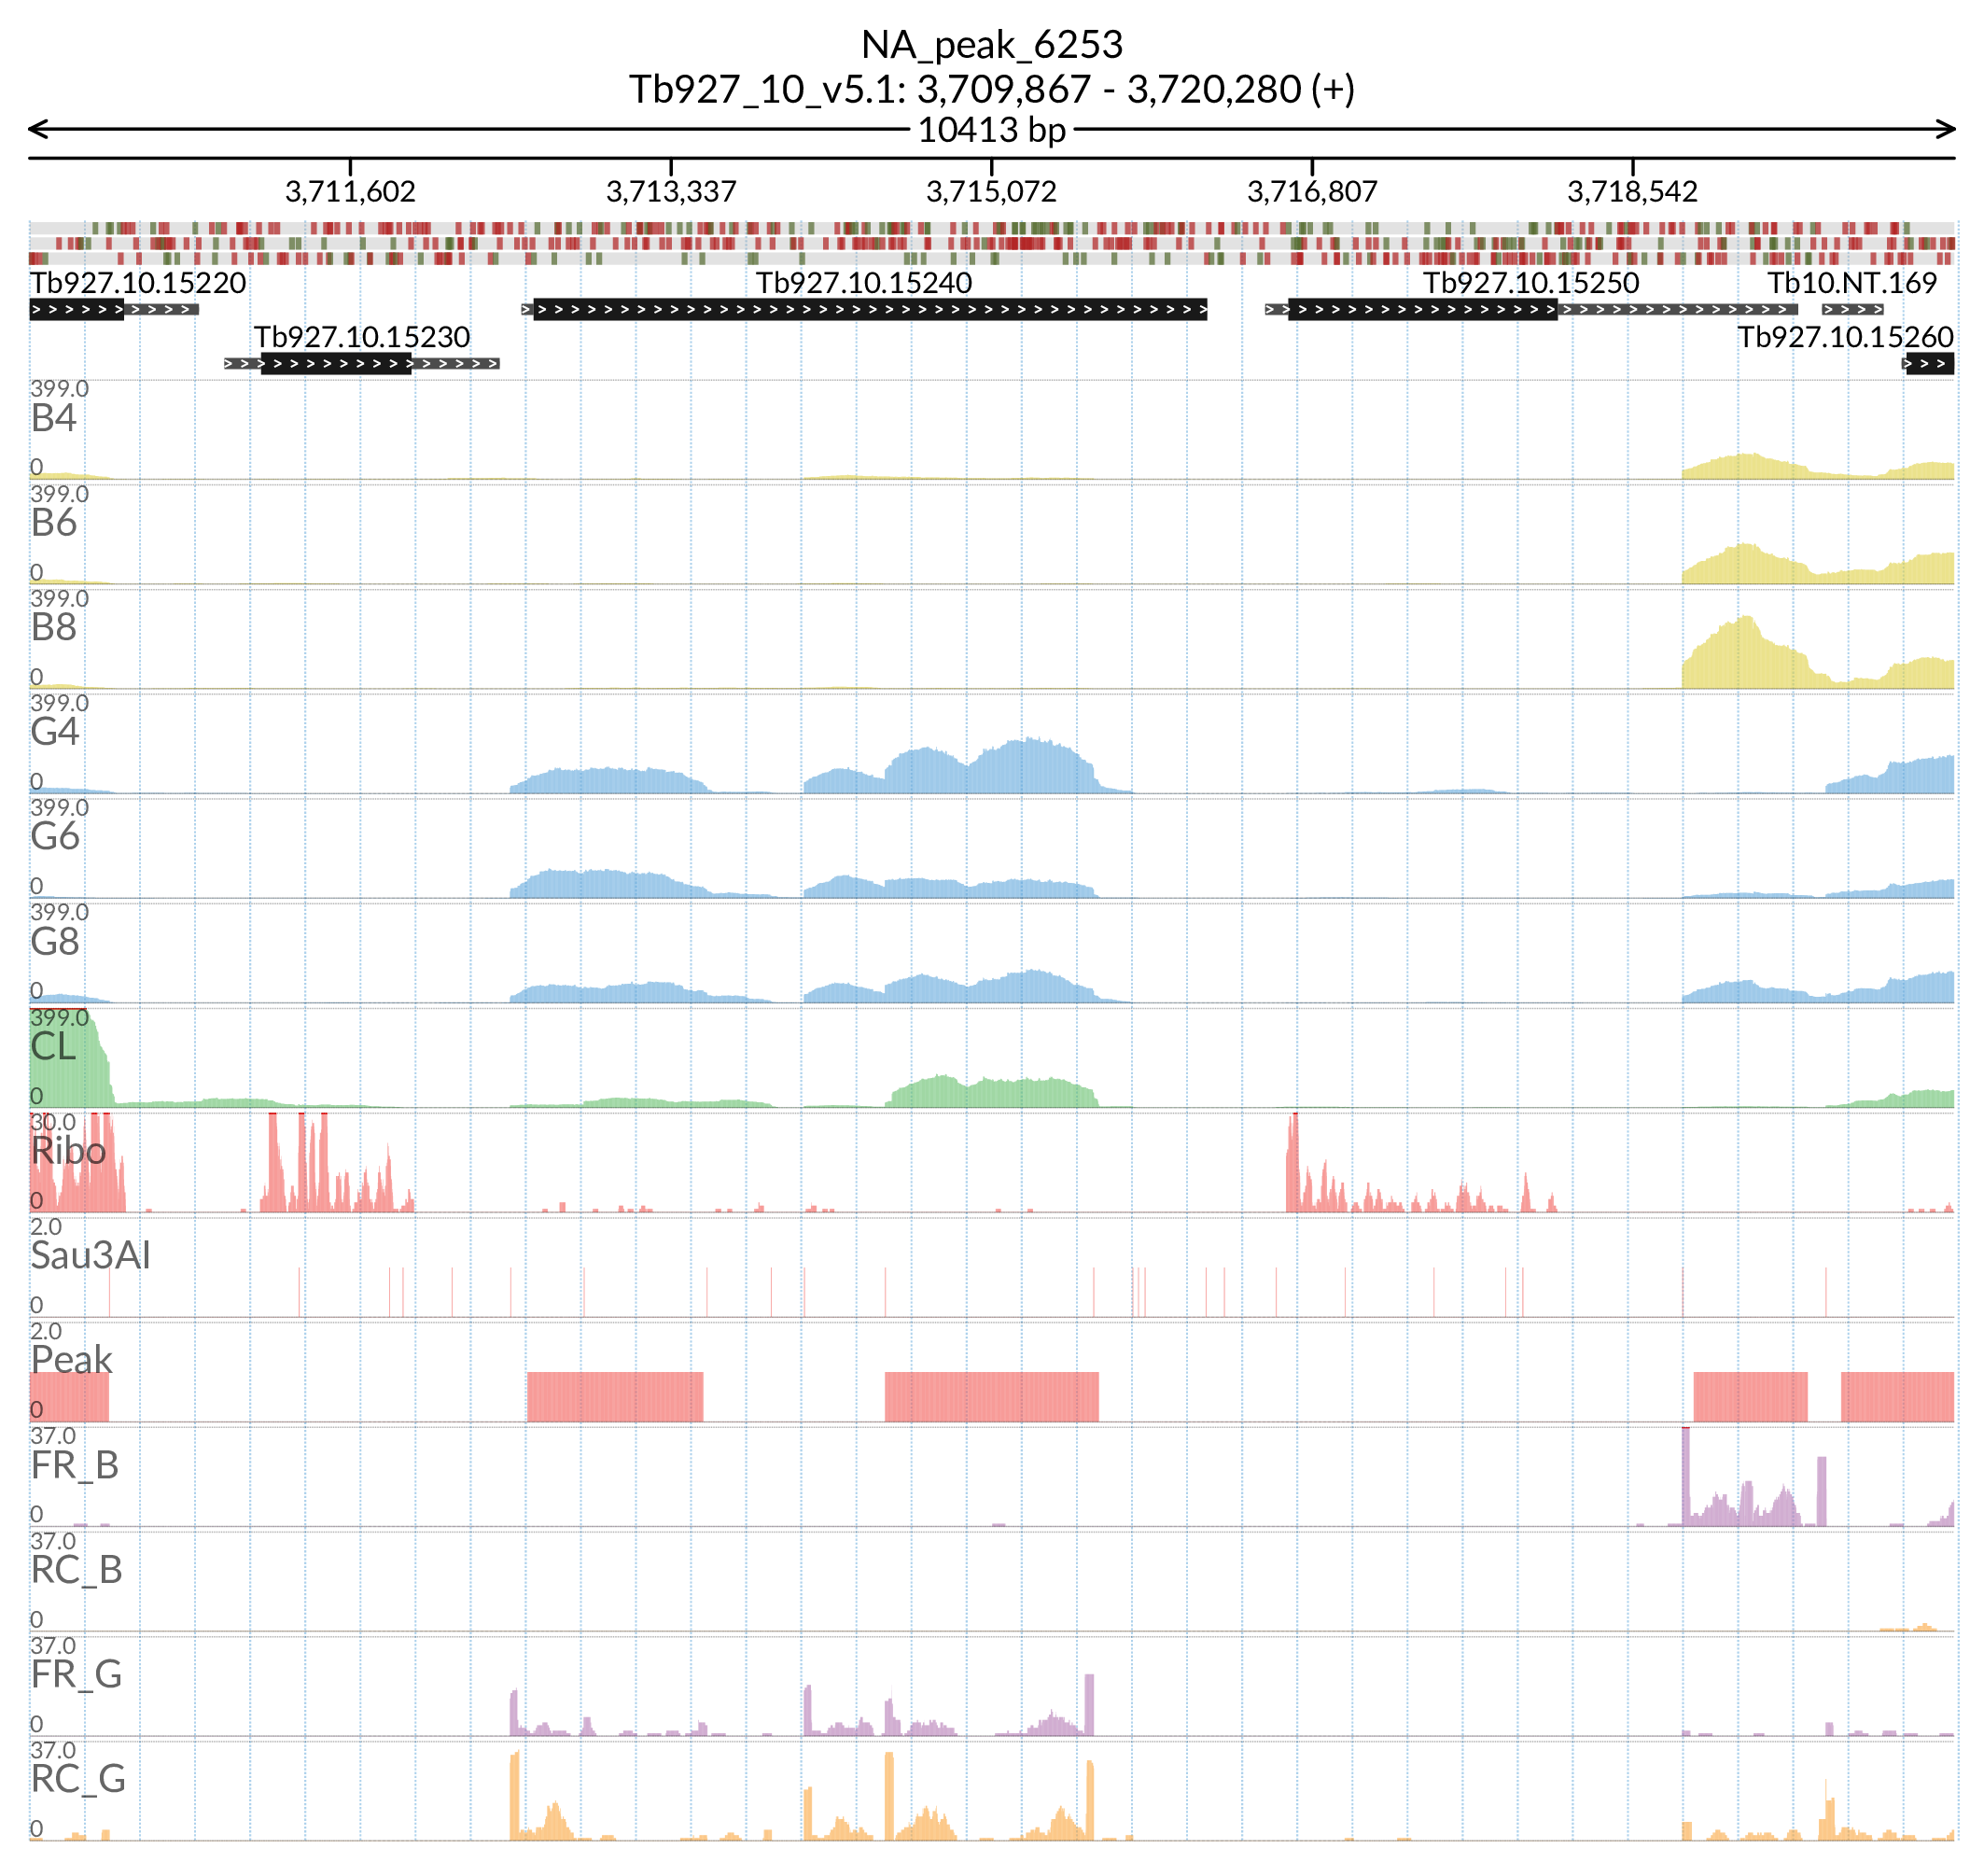 NA_peak_6253
Tb927_10_v5.1: 3,709,867 - 3,720,280 (+)
10413 bp
3,711,602 3,713,337 3,715,072 3,716,807 3,718,542
Tb927.10.15220 Tb927.10.15240 Tb927.10.15250 Tb10.NT.169
Tb927.10.15230 Tb927.10.15260
399.0
B4
0
399.0
B6
0
399.0
B8
0
399.0
G4
0
399.0
G6
0
399.0
G8
0
399.0
CL
0
30.0
Ribo
0
2.0
Sau3AI
0
2.0
Peak
0
37.0
FR_B
0
37.0
RC_B
0
37.0
FR_G
0
37.0
RC_G
0